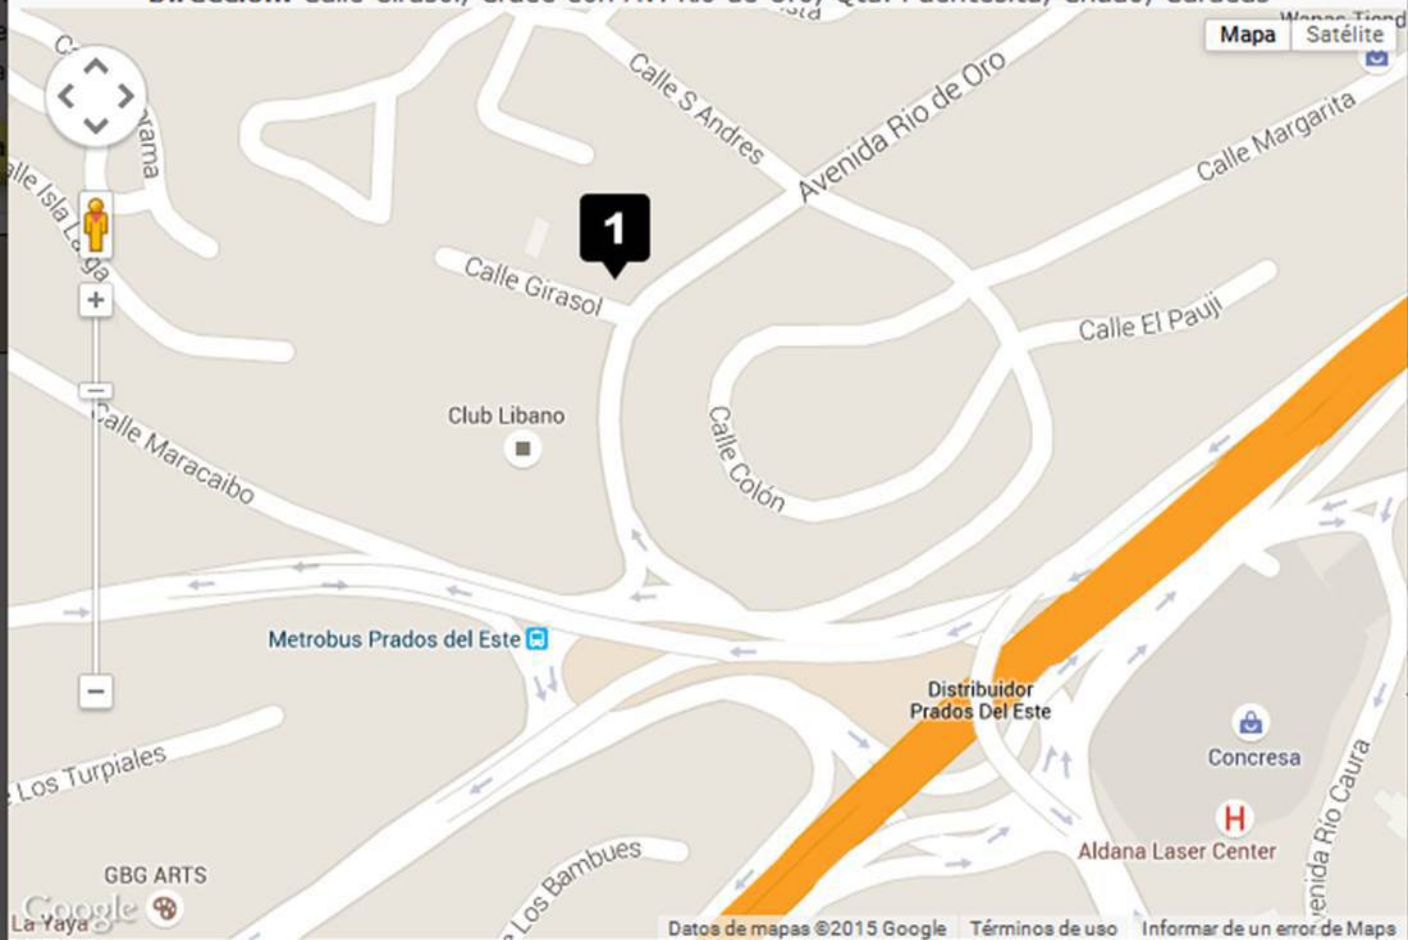 Mapa
Satélite
Calle S Andres
Avenida Rio de Oro
Calle Margarita
1
Calle Girasol
Calle El Pauji
Club Libano
Calle Colón
Calle Maracaibo
Metrobus Prados del Este
Distribuidor
Prados Del Este
Concresa
Los Turpiales
Aldana Laser Center
H
GBG ARTS
Los Bambues
Río Caura
Google
La Yaya
Datos de mapas ©2015 Google
Términos de uso
Informar de un error de Maps